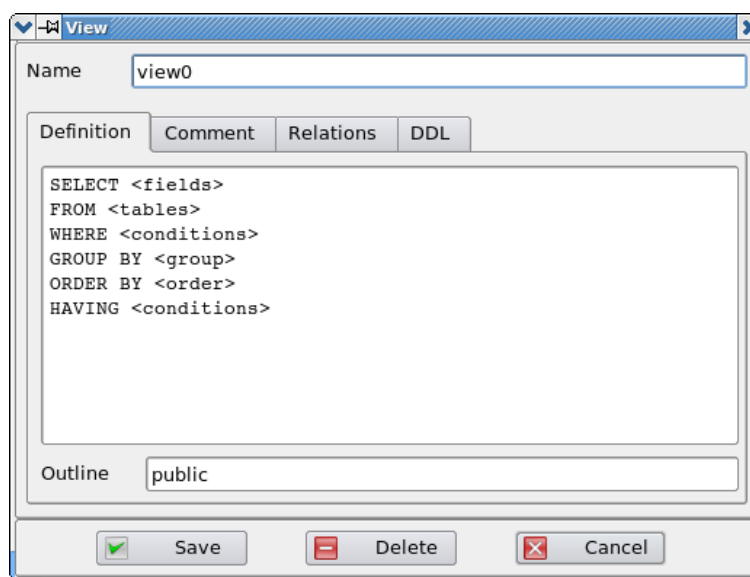 View
Name view0
Definition Comment Relations DDL
SELECT <fields>
FROM <tables>
WHERE <conditions>
GROUP BY <group>
ORDER BY <order>
HAVING <conditions>
Outline public
Save Delete Cancel